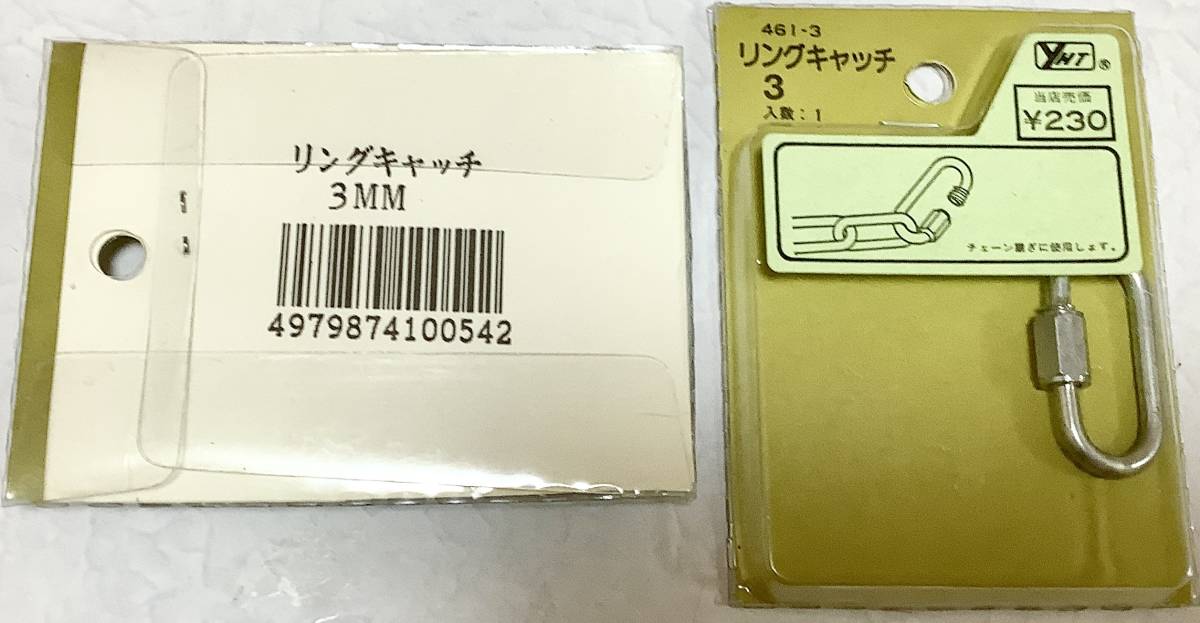 リングキャッチ
3MM
4979874100542
461-3
リングキャッチ
3
入数：1
YHT ®
当店売価
¥230
チェーン継ぎに使用します。